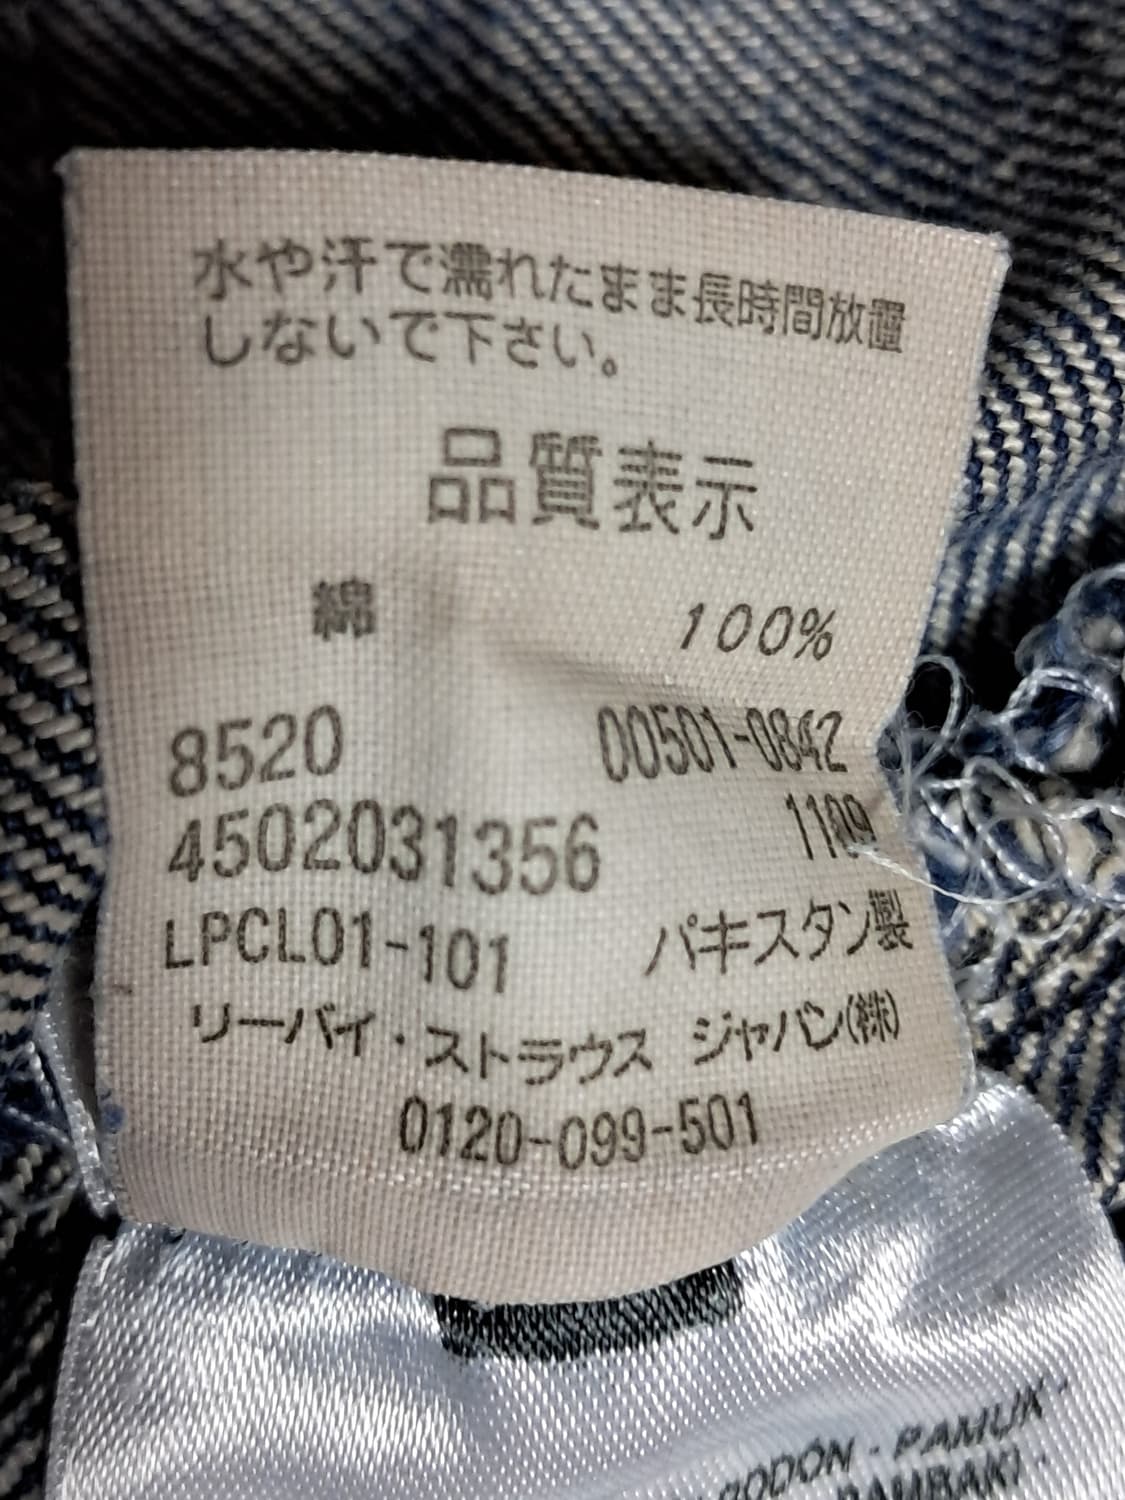 水や汗で濡れたまま長時間放置
しないで下さい。
品質表示
綿 100%
8520 00501-0842
4502031356 1109
LPCL01-101 パキスタン製
リーバイ・ストラウス ジャパン(株)
0120-099-501
PAMUK -